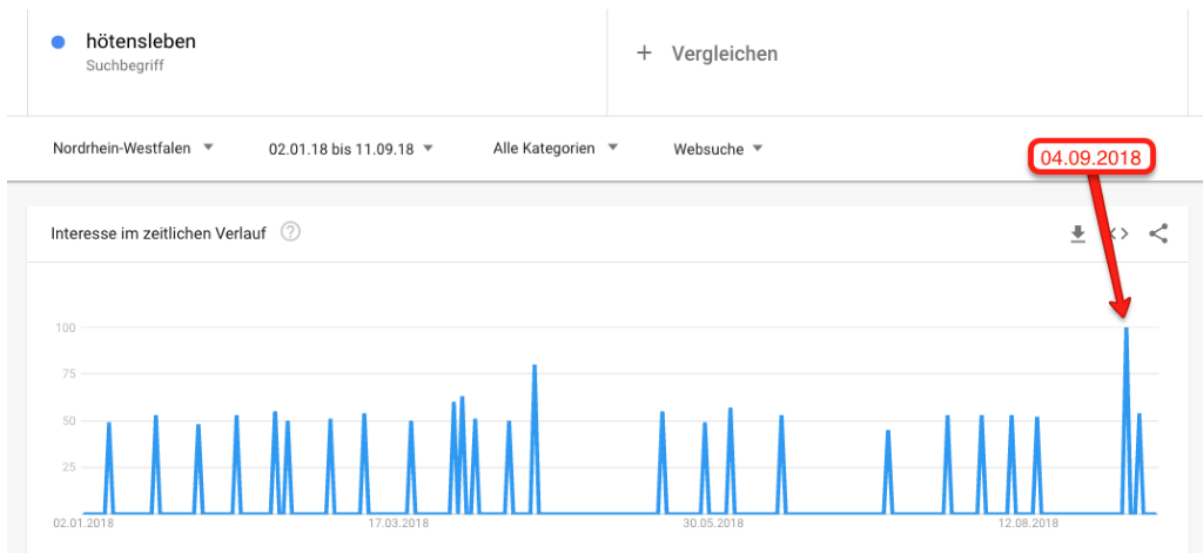 hötensleben
Suchbegriff
+ Vergleichen
Nordrhein-Westfalen
02.01.18 bis 11.09.18
Alle Kategorien
Websuche
04.09.2018
Interesse im zeitlichen Verlauf ?
100
75
50
25
02.01.2018
17.03.2018
30.05.2018
12.08.2018